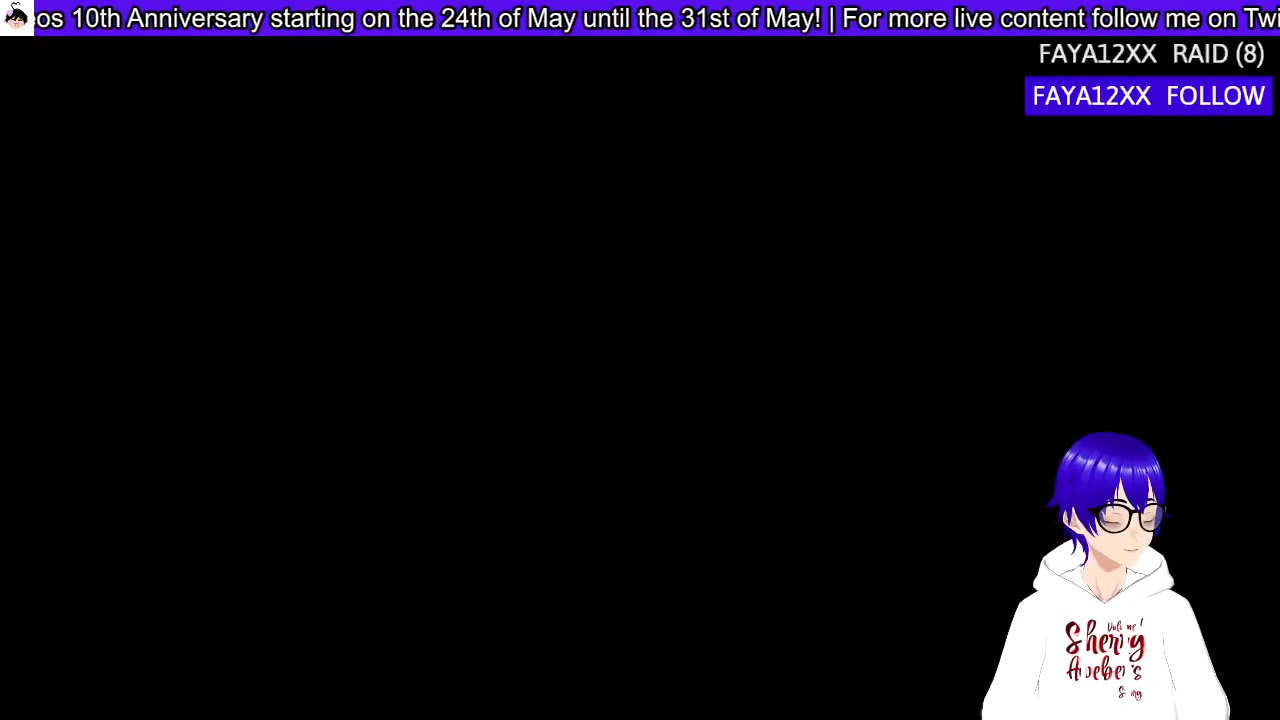 os 10th Anniversary starting on the 24th of May until the 31st of May! | For more live content follow me on Twi
FAYA12XX RAID (8)
FAYA12XX FOLLOW
Sherry